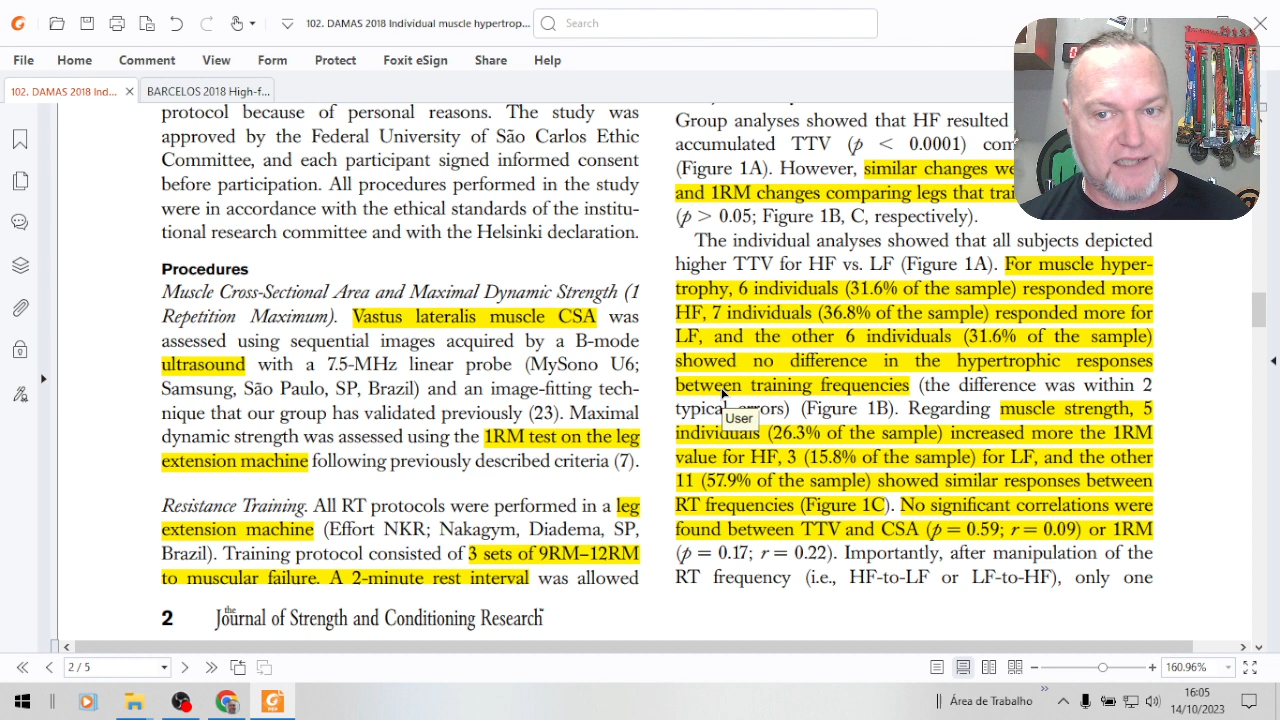 102. DAMAS 2018 Individual muscle hypertrop...
Search
File
Home
Comment
View
Form
Protect
Foxit eSign
Share
Help
102. DAMAS 2018 Ind...
BARCELOS 2018 High-f...
protocol because of personal reasons. The study was
approved by the Federal University of São Carlos Ethic
Committee, and each participant signed informed consent
before participation. All procedures performed in the study
were in accordance with the ethical standards of the institu-
tional research committee and with the Helsinki declaration.
Procedures
Muscle Cross-Sectional Area and Maximal Dynamic Strength (1
Repetition Maximum). Vastus lateralis muscle CSA was
assessed using sequential images acquired by a B-mode
ultrasound with a 7.5-MHz linear probe (MySono U6;
Samsung, São Paulo, SP, Brazil) and an image-fitting tech-
nique that our group has validated previously (23). Maximal
dynamic strength was assessed using the 1RM test on the leg
extension machine following previously described criteria (7).
Resistance Training. All RT protocols were performed in a leg
extension machine (Effort NKR; Nakagym, Diadema, SP,
Brazil). Training protocol consisted of 3 sets of 9RM–12RM
to muscular failure. A 2-minute rest interval was allowed
2
the Journal of Strength and Conditioning Research™
Group analyses showed that HF resulted
accumulated TTV (p < 0.0001) com
(Figure 1A). However, similar changes we
and 1RM changes comparing legs that trai
(p > 0.05; Figure 1B, C, respectively).
The individual analyses showed that all subjects depicted
higher TTV for HF vs. LF (Figure 1A). For muscle hyper-
trophy, 6 individuals (31.6% of the sample) responded more
HF, 7 individuals (36.8% of the sample) responded more for
LF, and the other 6 individuals (31.6% of the sample)
showed no difference in the hypertrophic responses
between training frequencies (the difference was within 2
typical errors) (Figure 1B). Regarding muscle strength, 5
User
individuals (26.3% of the sample) increased more the 1RM
value for HF, 3 (15.8% of the sample) for LF, and the other
11 (57.9% of the sample) showed similar responses between
RT frequencies (Figure 1C). No significant correlations were
found between TTV and CSA (p = 0.59; r = 0.09) or 1RM
(p = 0.17; r = 0.22). Importantly, after manipulation of the
RT frequency (i.e., HF-to-LF or LF-to-HF), only one
2 / 5
160.96%
Área de Trabalho
16:05
14/10/2023